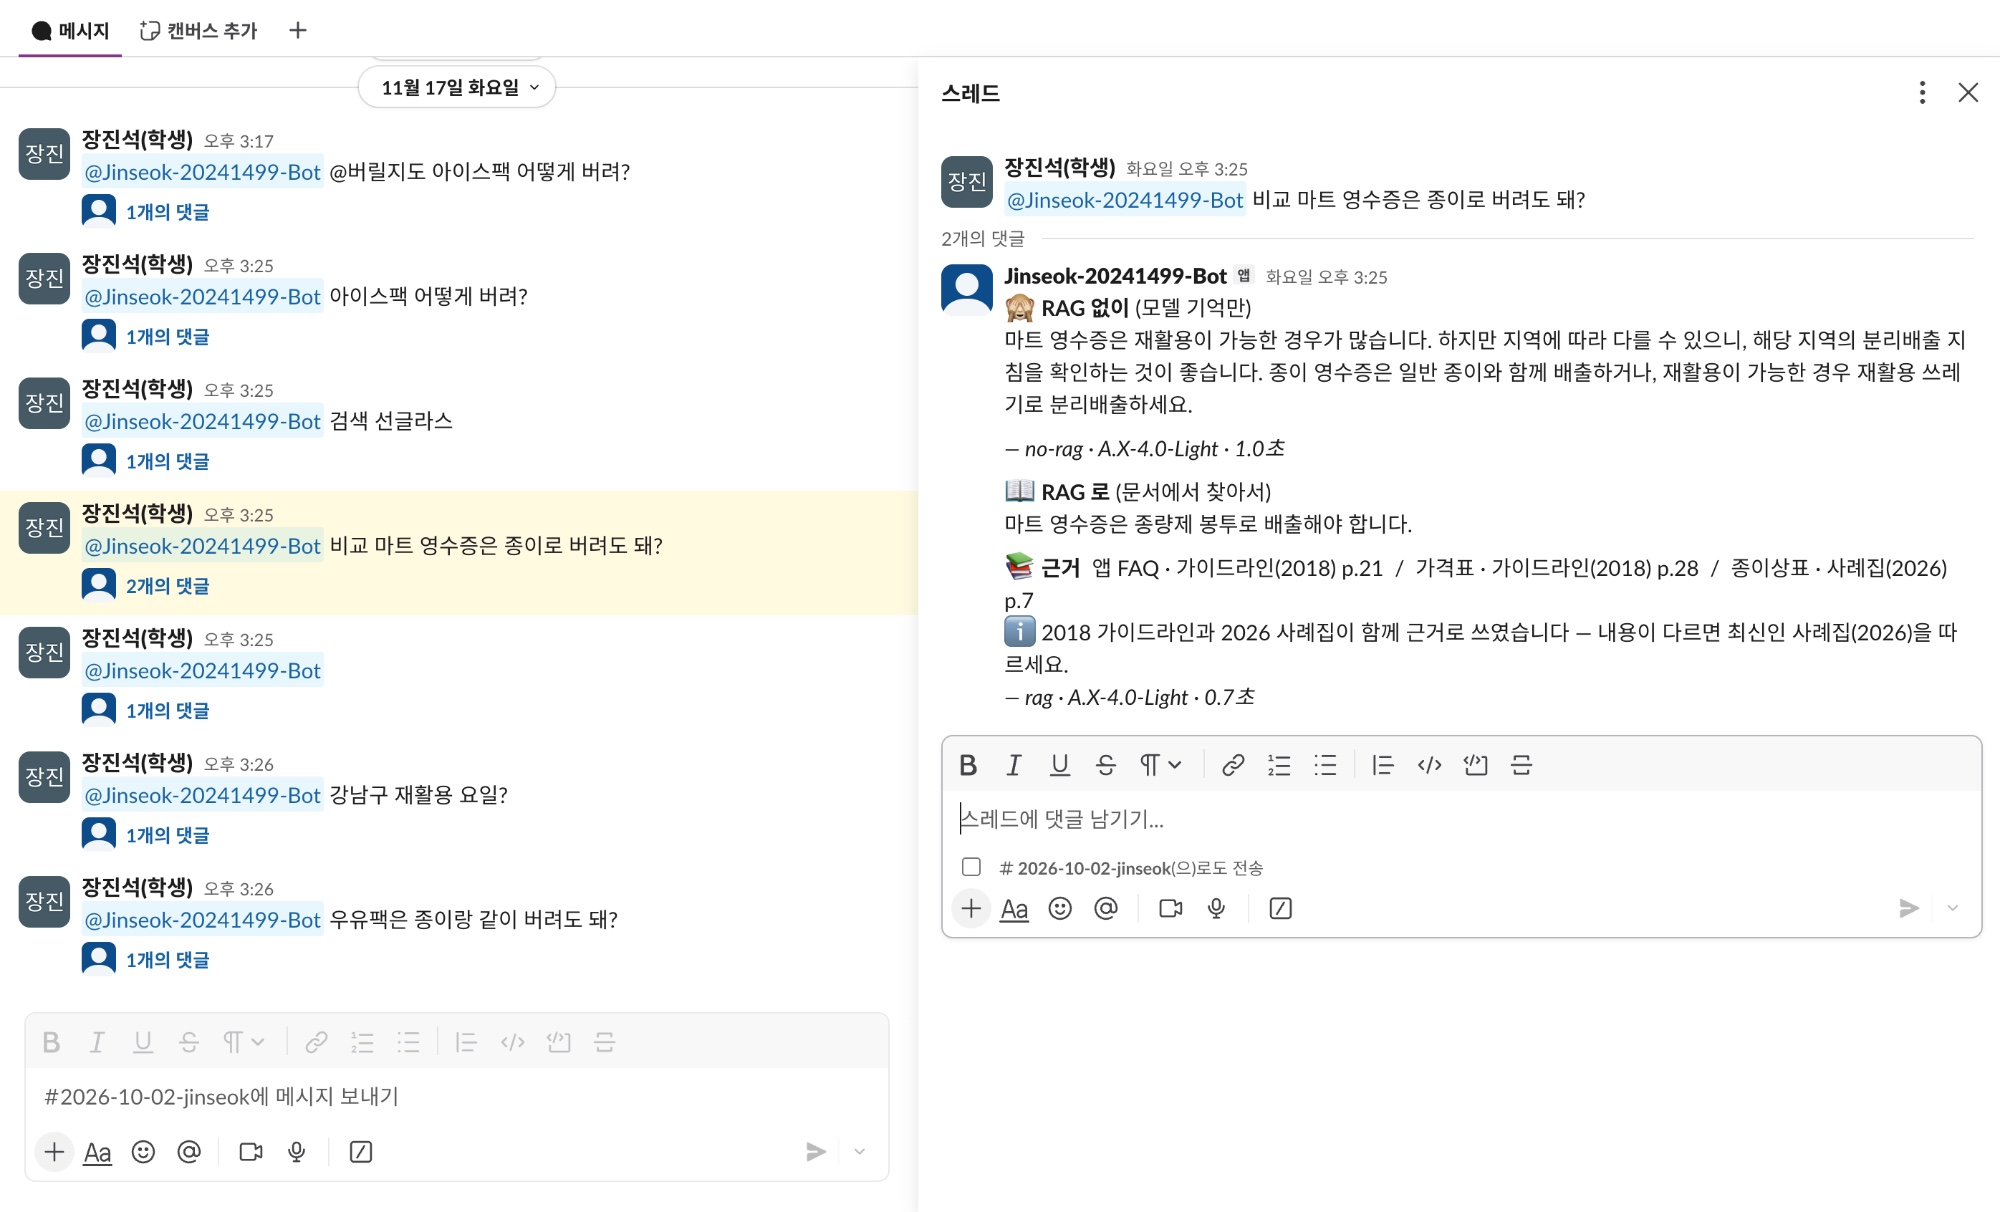 메시지
캔버스 추가
11월 17일 화요일
장진
장진석(학생) 오후 3:17
@Jinseok-20241499-Bot @버릴지도 아이스팩 어떻게 버려?
1개의 댓글
장진
장진석(학생) 오후 3:25
@Jinseok-20241499-Bot 아이스팩 어떻게 버려?
1개의 댓글
장진
장진석(학생) 오후 3:25
@Jinseok-20241499-Bot 검색 선글라스
1개의 댓글
장진
장진석(학생) 오후 3:25
@Jinseok-20241499-Bot 비교 마트 영수증은 종이로 버려도 돼?
2개의 댓글
장진
장진석(학생) 오후 3:25
@Jinseok-20241499-Bot
1개의 댓글
장진
장진석(학생) 오후 3:26
@Jinseok-20241499-Bot 강남구 재활용 요일?
1개의 댓글
장진
장진석(학생) 오후 3:26
@Jinseok-20241499-Bot 우유팩은 종이랑 같이 버려도 돼?
1개의 댓글
#2026-10-02-jinseok에 메시지 보내기
Aa
스레드
장진
장진석(학생) 화요일 오후 3:25
@Jinseok-20241499-Bot 비교 마트 영수증은 종이로 버려도 돼?
2개의 댓글
Jinseok-20241499-Bot 앱 화요일 오후 3:25
🙈 RAG 없이 (모델 기억만)
마트 영수증은 재활용이 가능한 경우가 많습니다. 하지만 지역에 따라 다를 수 있으니, 해당 지역의 분리배출 지
침을 확인하는 것이 좋습니다. 종이 영수증은 일반 종이와 함께 배출하거나, 재활용이 가능한 경우 재활용 쓰레
기로 분리배출하세요.
— no-rag · A.X-4.0-Light · 1.0초
📖 RAG 로 (문서에서 찾아서)
마트 영수증은 종량제 봉투로 배출해야 합니다.
📚 근거 앱 FAQ · 가이드라인(2018) p.21 / 가격표 · 가이드라인(2018) p.28 / 종이상표 · 사례집(2026)
p.7
ℹ️ 2018 가이드라인과 2026 사례집이 함께 근거로 쓰였습니다 — 내용이 다르면 최신인 사례집(2026)을 따
르세요.
— rag · A.X-4.0-Light · 0.7초
스레드에 댓글 남기기...
# 2026-10-02-jinseok(으)로도 전송
Aa